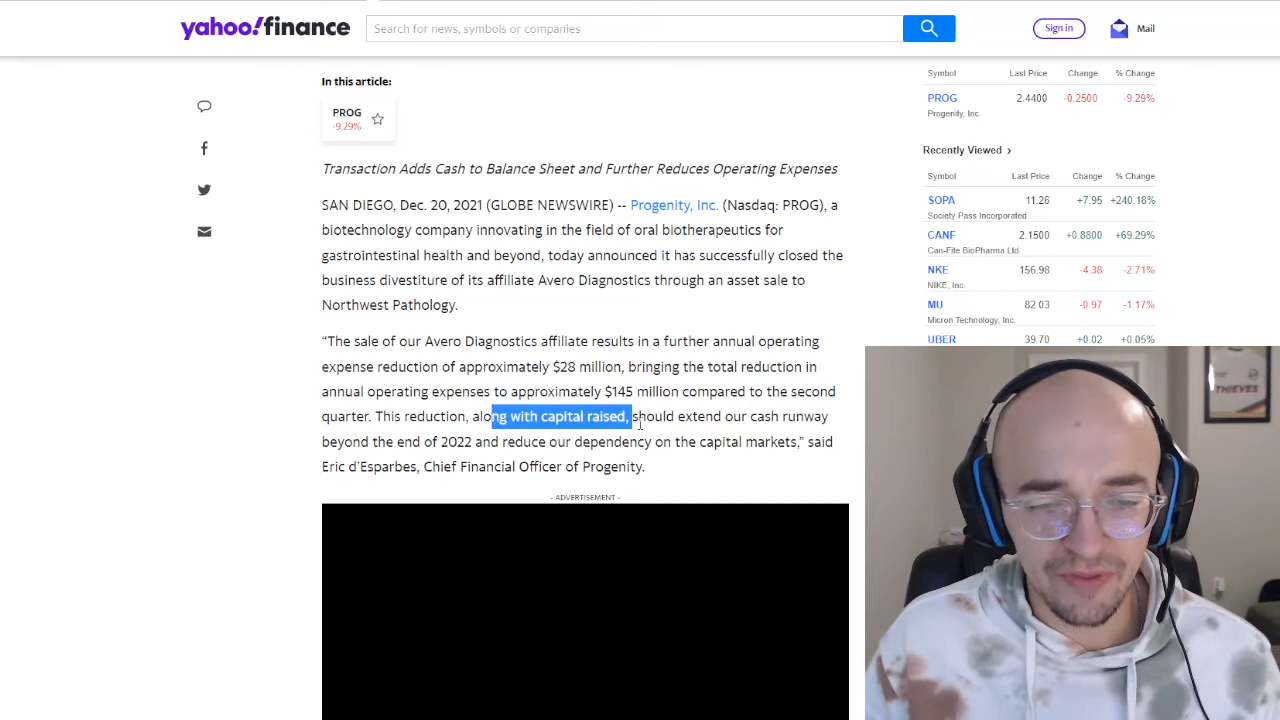 yahoo!finance
Search for news, symbols or companies
Sign in
Mail
In this article:
PROG
-9.29%
Transaction Adds Cash to Balance Sheet and Further Reduces Operating Expenses
SAN DIEGO, Dec. 20, 2021 (GLOBE NEWSWIRE) -- Progenity, Inc. (Nasdaq: PROG), a
biotechnology company innovating in the field of oral biotherapeutics for
gastrointestinal health and beyond, today announced it has successfully closed the
business divestiture of its affiliate Avero Diagnostics through an asset sale to
Northwest Pathology.
“The sale of our Avero Diagnostics affiliate results in a further annual operating
expense reduction of approximately $28 million, bringing the total reduction in
annual operating expenses to approximately $145 million compared to the second
quarter. This reduction, along with capital raised, should extend our cash runway
beyond the end of 2022 and reduce our dependency on the capital markets,” said
Eric d’Esparbes, Chief Financial Officer of Progenity.
- ADVERTISEMENT -
Symbol Last Price Change % Change
PROG 2.4400 -0.2500 -9.29%
Progenity, Inc.
Recently Viewed
Symbol Last Price Change % Change
SOPA 11.26 +7.95 +240.18%
Society Pass Incorporated
CANF 2.1500 +0.8800 +69.29%
Can-Fite BioPharma Ltd.
NKE 156.98 -4.38 -2.71%
NIKE, Inc.
MU 82.03 -0.97 -1.17%
Micron Technology, Inc.
UBER 39.70 +0.02 +0.05%
THIEVES